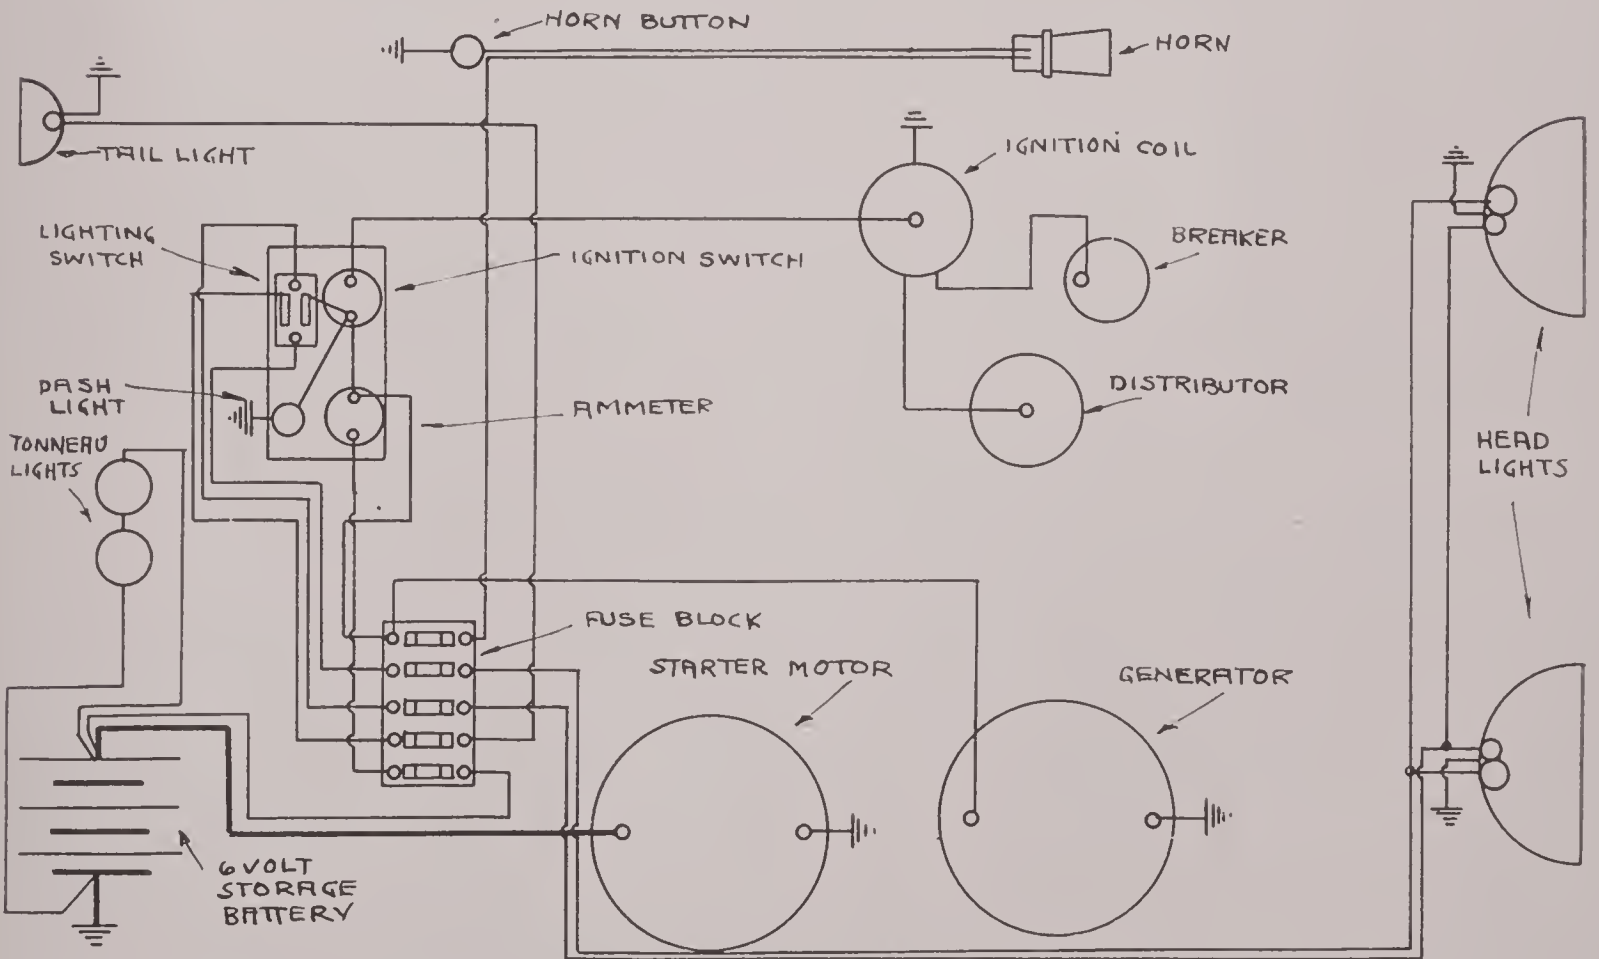 HORN BUTTON
HORN
TAIL LIGHT
IGNITION COIL
LIGHTING
SWITCH
IGNITION SWITCH
BREAKER
DASH
LIGHT
AMMETER
DISTRIBUTOR
TONNEAU
LIGHTS
HEAD
LIGHTS
FUSE BLOCK
STARTER MOTOR
GENERATOR
6 VOLT
STORAGE
BATTERY